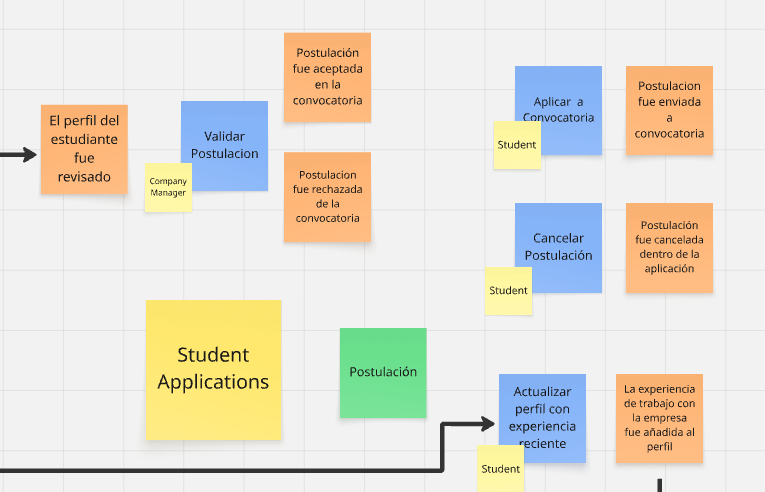 El perfil del
estudiante
fue
revisado
Validar
Postulacion
Company
Manager
Postulación
fue aceptada
en la
convocatoria
Postulacion
fue rechazada
de la
convocatoria
Aplicar a
Convocatoria
Student
Postulacion
fue enviada
a
convocatoria
Cancelar
Postulación
Student
Postulación
fue cancelada
dentro de la
aplicación
Student
Applications
Postulación
Actualizar
perfil con
experiencia
reciente
Student
La experiencia
de trabajo con
la empresa
fue añadida al
perfil